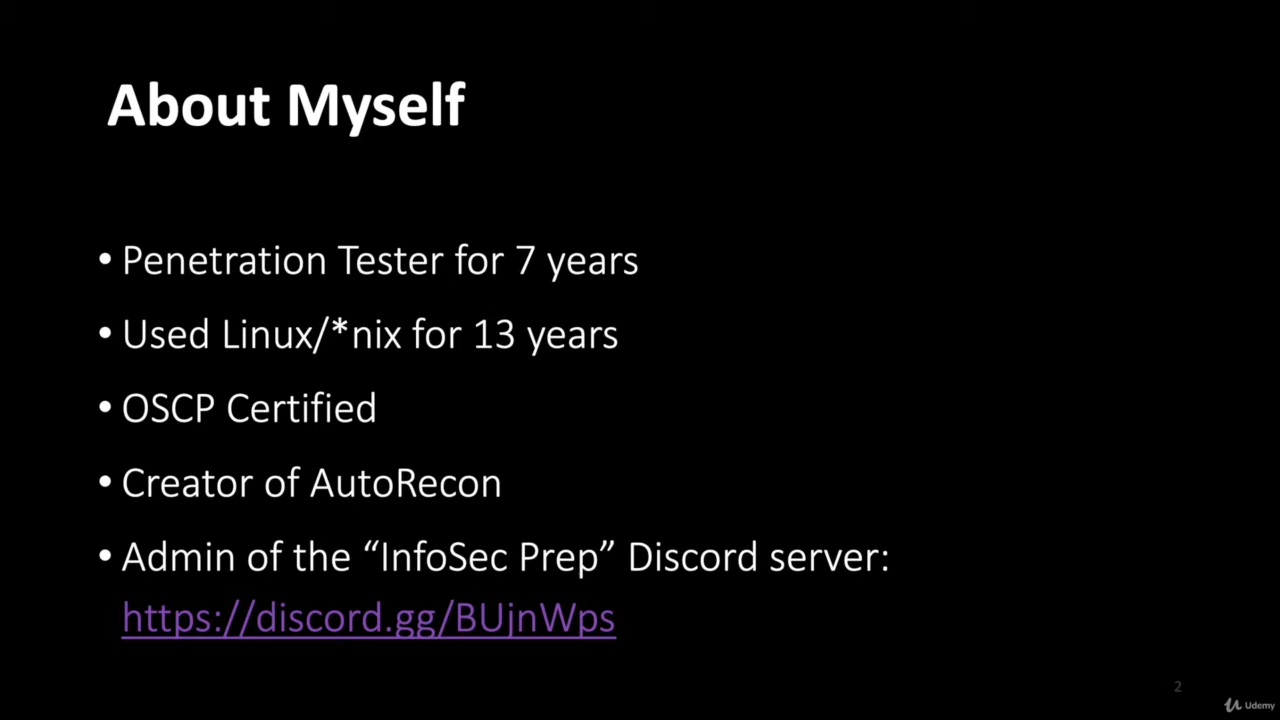 About Myself
• Penetration Tester for 7 years
• Used Linux/*nix for 13 years
• OSCP Certified
• Creator of AutoRecon
• Admin of the “InfoSec Prep” Discord server:
https://discord.gg/BUjnWps
2
Udemy